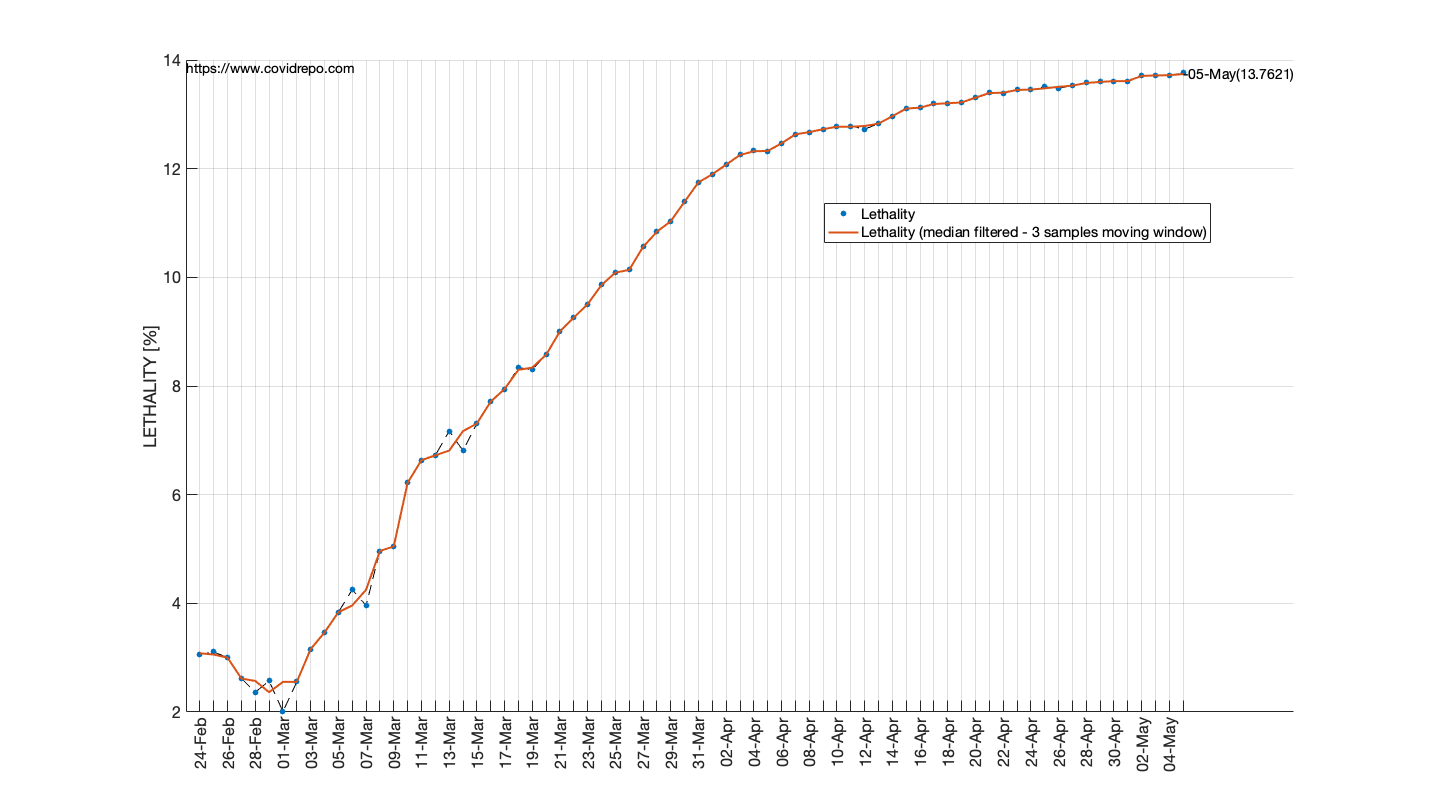 https://www.covidrepo.com
05-May(13.7621)
14
12
10
8
6
4
2
LETHALITY [%]
Lethality
Lethality (median filtered - 3 samples moving window)
24-Feb
26-Feb
28-Feb
01-Mar
03-Mar
05-Mar
07-Mar
09-Mar
11-Mar
13-Mar
15-Mar
17-Mar
19-Mar
21-Mar
23-Mar
25-Mar
27-Mar
29-Mar
31-Mar
02-Apr
04-Apr
06-Apr
08-Apr
10-Apr
12-Apr
14-Apr
16-Apr
18-Apr
20-Apr
22-Apr
24-Apr
26-Apr
28-Apr
30-Apr
02-May
04-May